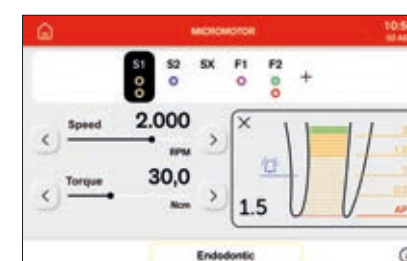 MICROMOTOR
10:5
S1 S2 SX F1 F2 +
Speed 2.000
RPM
Torque 30,0
Ncm
1.5
AP
Endodontic